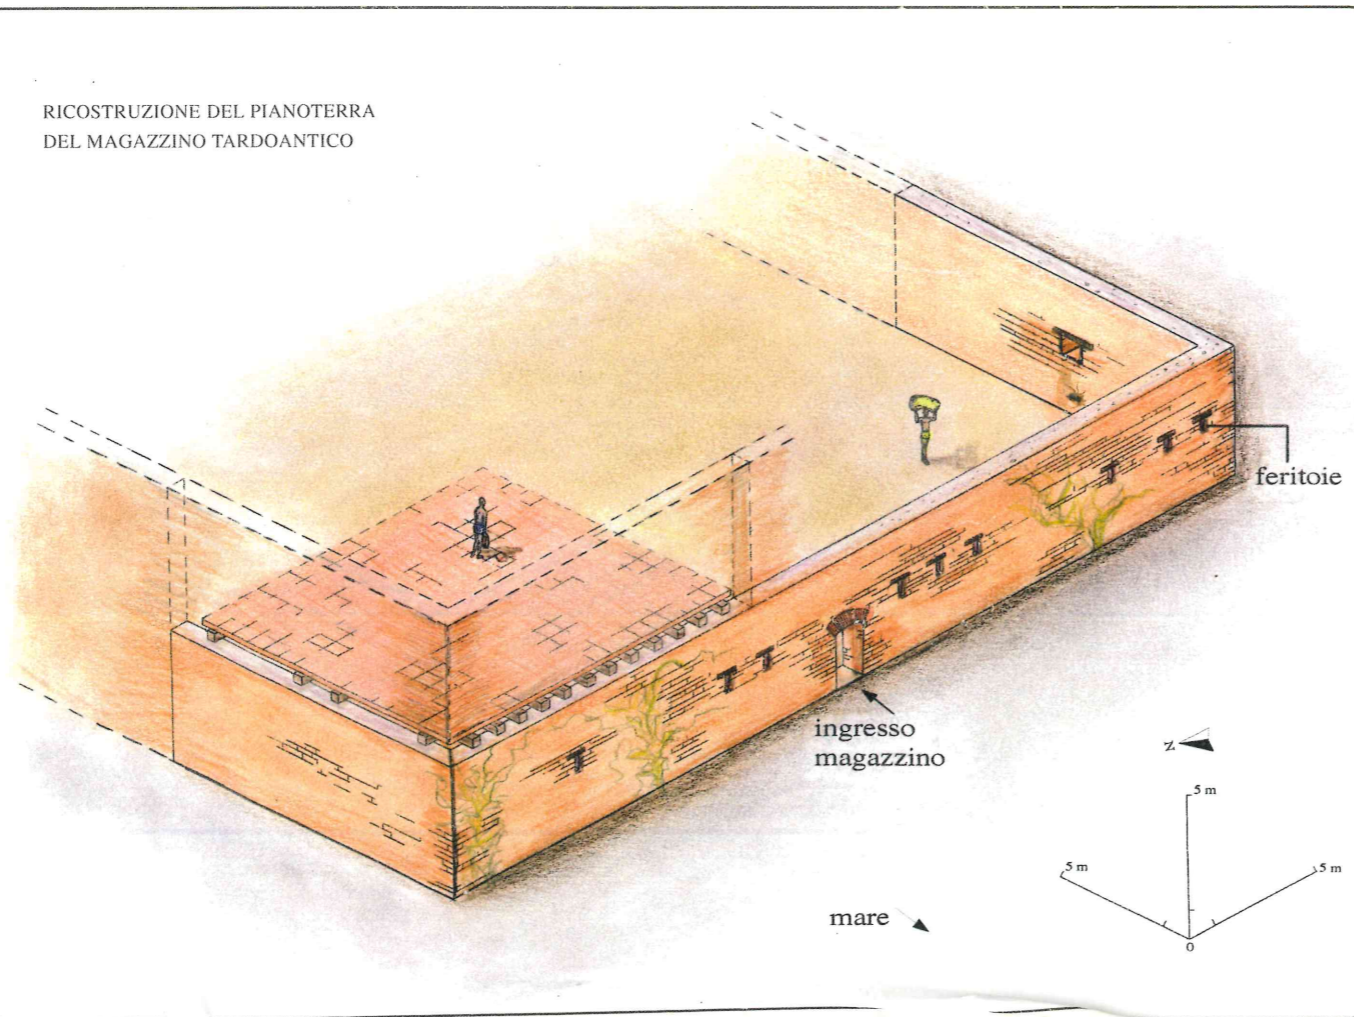 RICOSTRUZIONE DEL PIANOTERRA
DEL MAGAZZINO TARDOANTICO
feritoie
ingresso
magazzino
N
5 m
5 m
5 m
mare
0